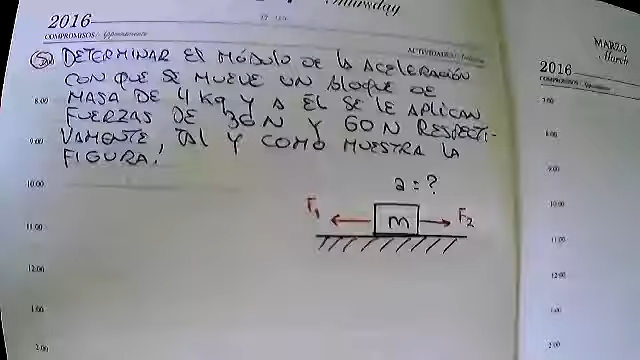 Thursday
2016
COMPROMISOS / Appointments
ACTIVIDADES
5 DETERMINAR El MÓDULO DE lA ACELERACIÓN
CON QUE SE MUEVE UN bloque DE
MASA DE 4 Kg Y A ÉL SE LE APLICAN
FUERZAS DE 30 N Y 60 N RESPECTI-
VAMENTE, TAl Y COMO MUESTRA LA
FIGURA.
8:00
9:00
10:00
11:00
12:00
1:00
2:00
a = ?
F1 m F2
MARZO
March
2016
COMPROMISOS / Appointments
7:00
8:00
9:00
10:00
11:00
12:00
1:00
2:00